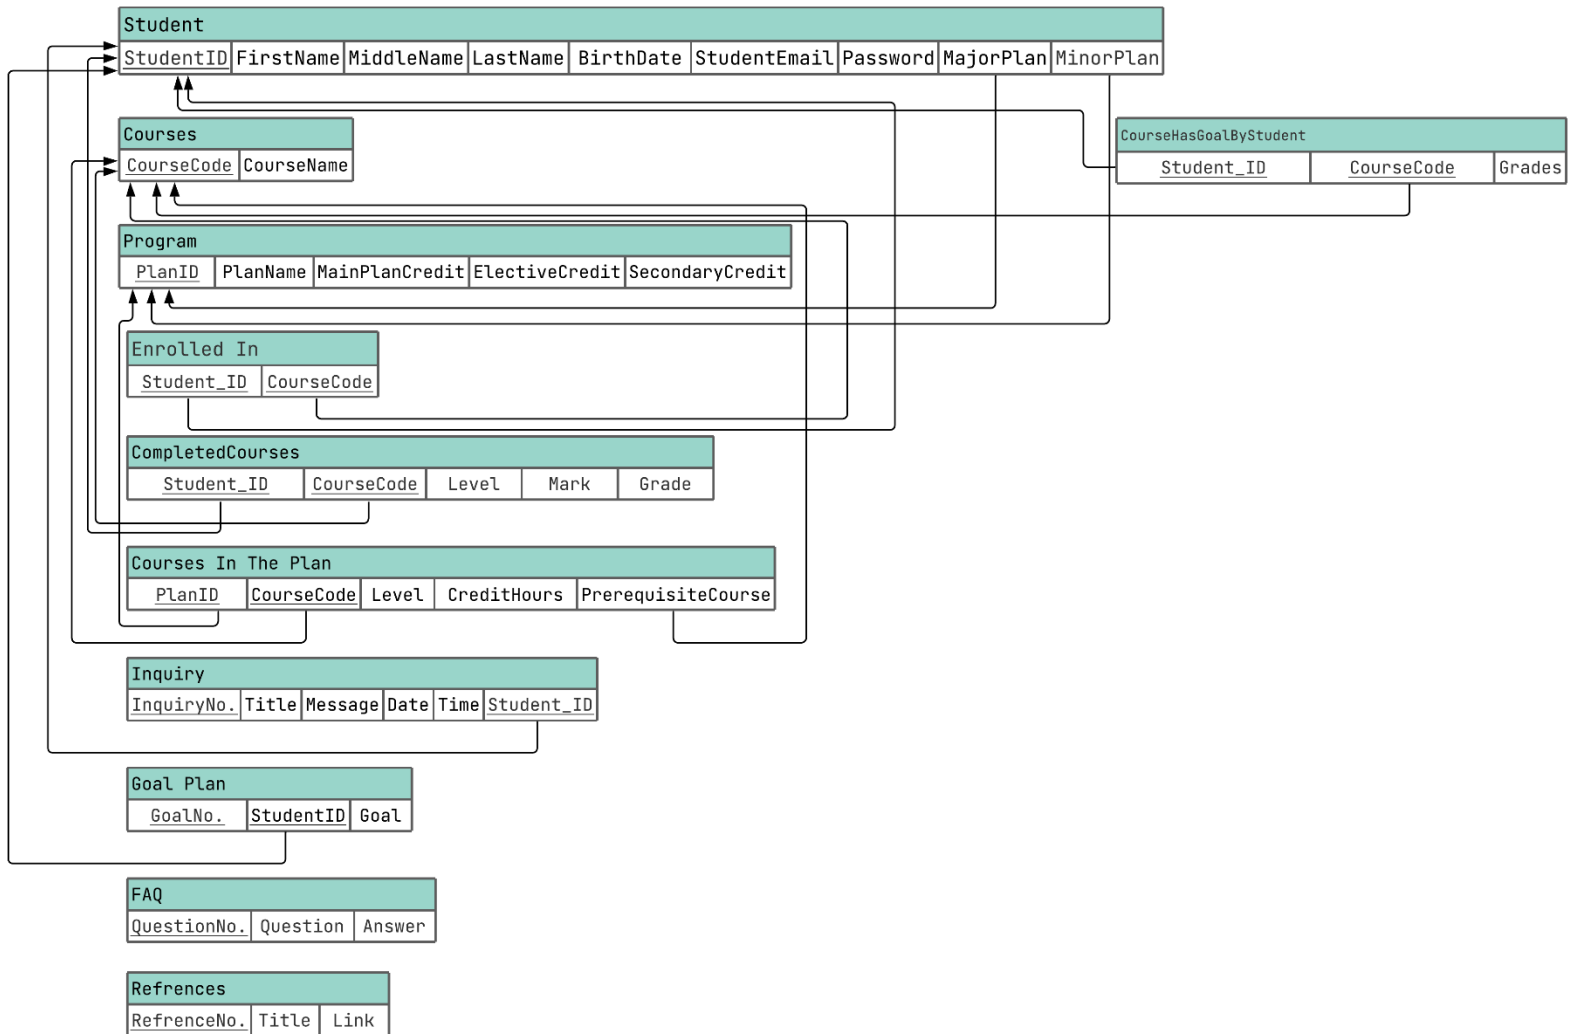 Student
StudentID FirstName MiddleName LastName BirthDate StudentEmail Password MajorPlan MinorPlan
Courses
CourseCode CourseName
CourseHasGoalByStudent
Student_ID CourseCode Grades
Program
PlanID PlanName MainPlanCredit ElectiveCredit SecondaryCredit
Enrolled In
Student_ID CourseCode
CompletedCourses
Student_ID CourseCode Level Mark Grade
Courses In The Plan
PlanID CourseCode Level CreditHours PrerequisiteCourse
Inquiry
InquiryNo. Title Message Date Time Student_ID
Goal Plan
GoalNo. StudentID Goal
FAQ
QuestionNo. Question Answer
Refrences
RefrenceNo. Title Link